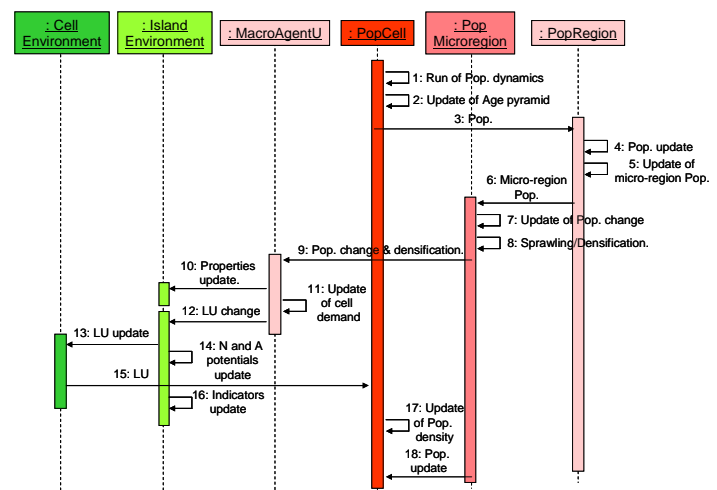 : Cell
Environment
: Island
Environment
: MacroAgentU
: PopCell
: Pop
Microregion
: PopRegion
1: Run of Pop. dynamics
2: Update of Age pyramid
3: Pop.
4: Pop. update
5: Update of
micro-region Pop.
6: Micro-region
Pop.
7: Update of Pop. change
8: Sprawling/Densification.
9: Pop. change & densification.
10: Properties
update.
11: Update
of cell
demand
12: LU change
13: LU update
14: N and A
potentials
update
15: LU
16: Indicators
update
17: Update
of Pop.
density
18: Pop.
update